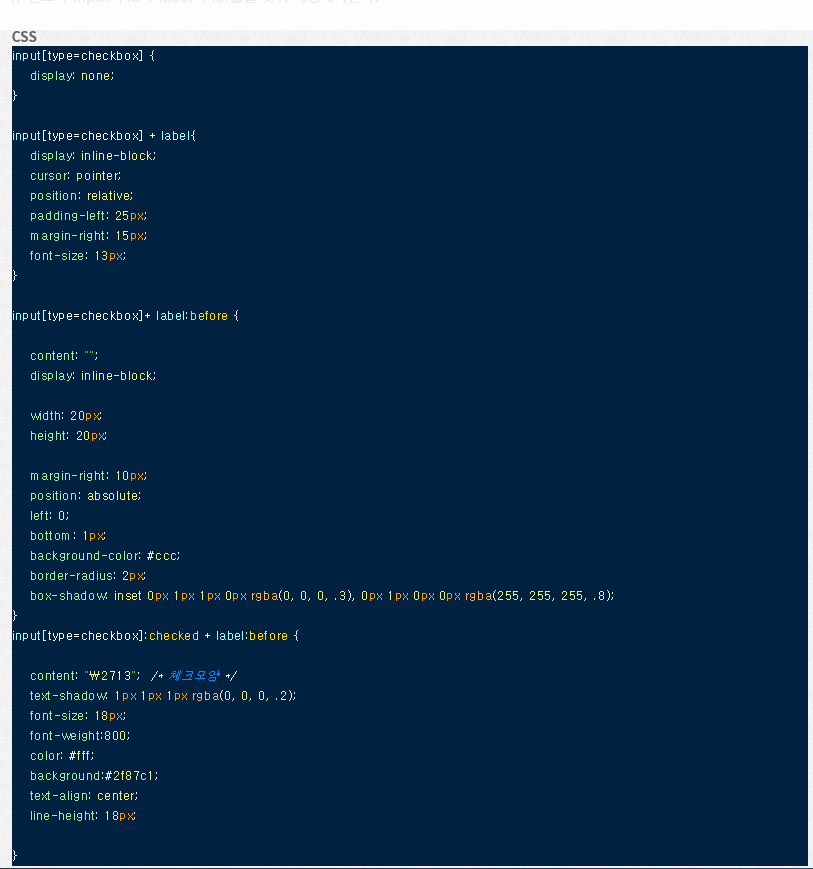 CSS
input[type=checkbox] {
display: none;
}
input[type=checkbox] + label{
display: inline-block;
cursor: pointer;
position: relative;
padding-left: 25px;
margin-right: 15px;
font-size: 13px;
}
input[type=checkbox]+ label:before {
content: "";
display: inline-block;
width: 20px;
height: 20px;
margin-right: 10px;
position: absolute;
left: 0;
bottom: 1px;
background-color: #ccc;
border-radius: 2px;
box-shadow: inset 0px 1px 1px 0px rgba(0, 0, 0, .3), 0px 1px 0px 0px rgba(255, 255, 255, .8);
}
input[type=checkbox]:checked + label:before {
content: "₩2713"; /* 체크모양 */
text-shadow: 1px 1px 1px rgba(0, 0, 0, .2);
font-size: 18px;
font-weight:800;
color: #fff;
background:#2f87c1;
text-align: center;
line-height: 18px;
}